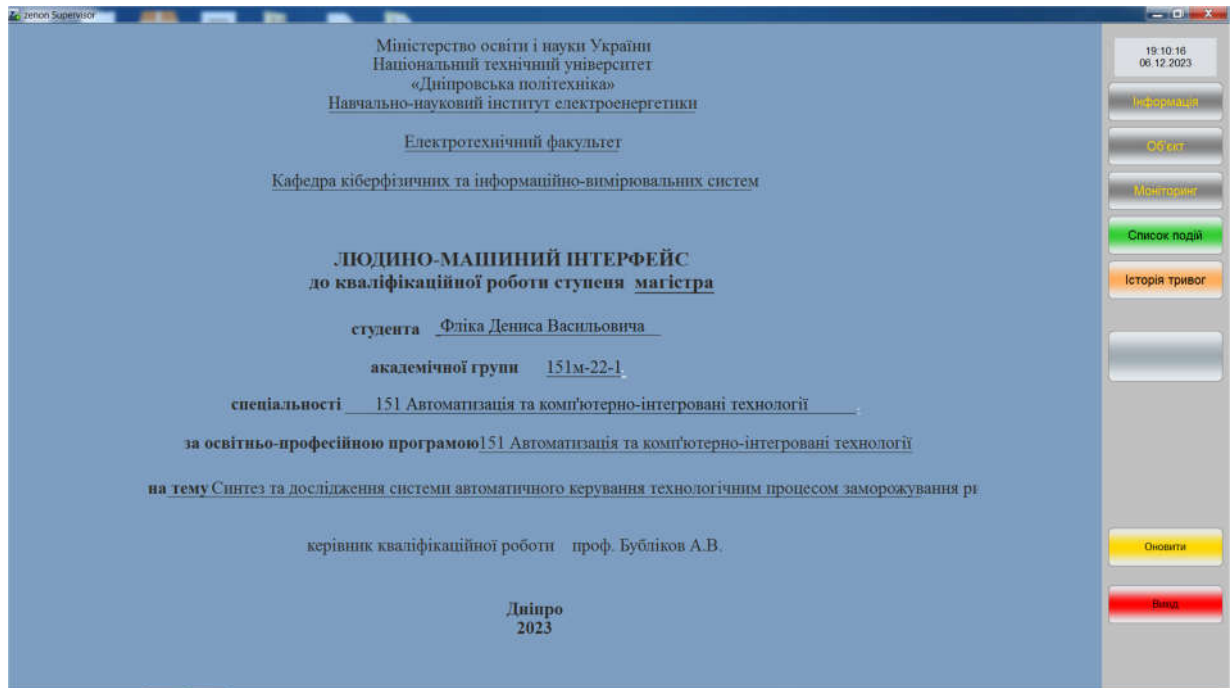 zenon Supervisor
Міністерство освіти і науки України
Національний технічний університет
«Дніпровська політехніка»
Навчально-науковий інститут електроенергетики
Електротехнічний факультет
Кафедра кіберфізичних та інформаційно-вимірювальних систем
ЛЮДИНО-МАШИНИЙ ІНТЕРФЕЙС
до кваліфікаційної роботи ступеня магістра
студента Фліка Дениса Васильовича
академічної групи 151м-22-1
спеціальності 151 Автоматизація та комп'ютерно-інтегровані технології
за освітньо-професійною програмою 151 Автоматизація та комп'ютерно-інтегровані технології
на тему Синтез та дослідження системи автоматичного керування технологічним процесом заморожування ри
керівник кваліфікаційної роботи проф. Бубліков А.В.
Дніпро
2023
19:10:16
06.12.2023
Інформація
Об'єкт
Моніторинг
Список подій
Історія тривог
Оновити
Вихід